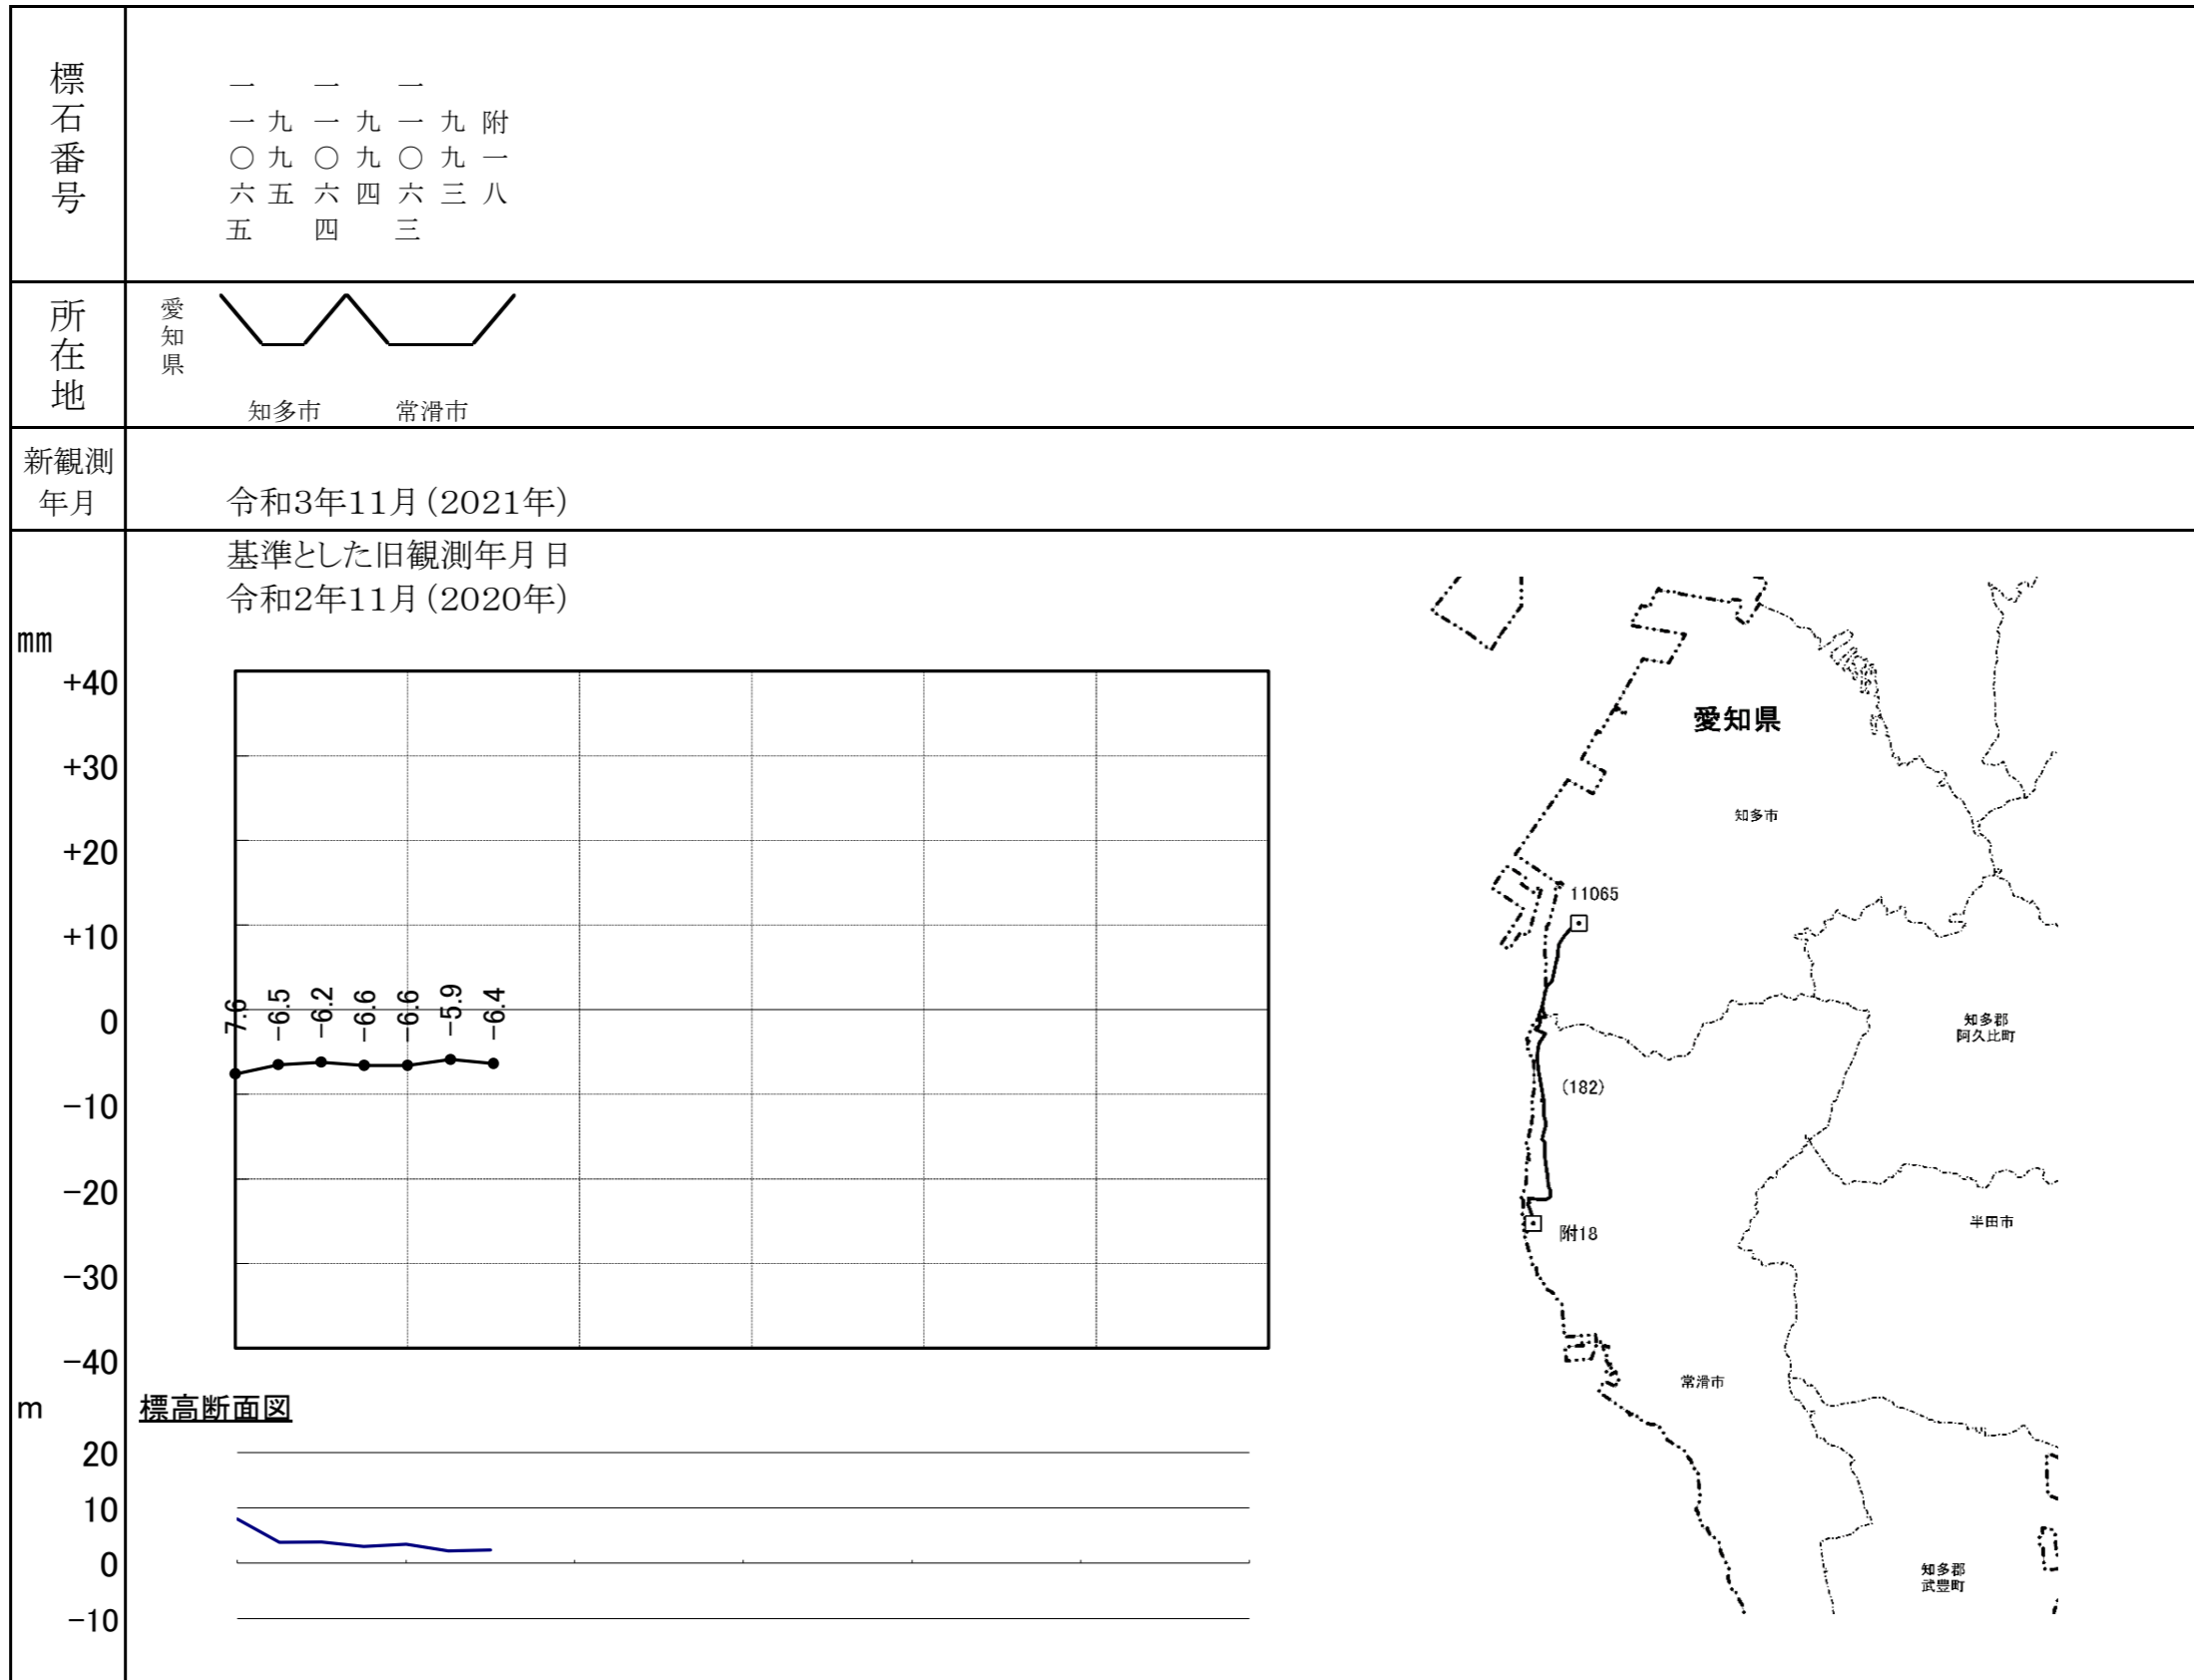 標石番号
一一〇六五
九九五
一一〇六四
九九四
一一〇六三
九九三
附一八
所在地
愛知県
知多市 常滑市
新観測
年月
令和3年11月(2021年)
基準とした旧観測年月日
令和2年11月(2020年)
mm
+40
+30
+20
+10
0
-10
-20
-30
-40
7.6 -6.5 -6.2 -6.6 -6.6 -5.9 -6.4
m
標高断面図
20
10
0
-10
愛知県
知多市
11065
知多郡
阿久比町
(182)
半田市
附18
常滑市
知多郡
武豊町